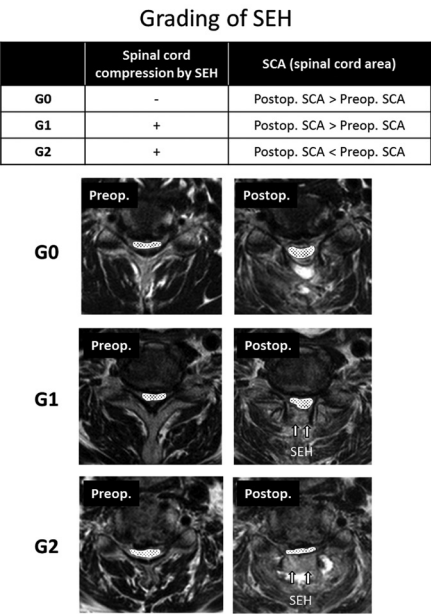 Grading of SEH
Spinal cord compression by SEH SCA (spinal cord area)
G0 - Postop. SCA > Preop. SCA
G1 + Postop. SCA > Preop. SCA
G2 + Postop. SCA < Preop. SCA
Preop. Postop.
G0
Preop. Postop.
G1
SEH
Preop. Postop.
G2
SEH